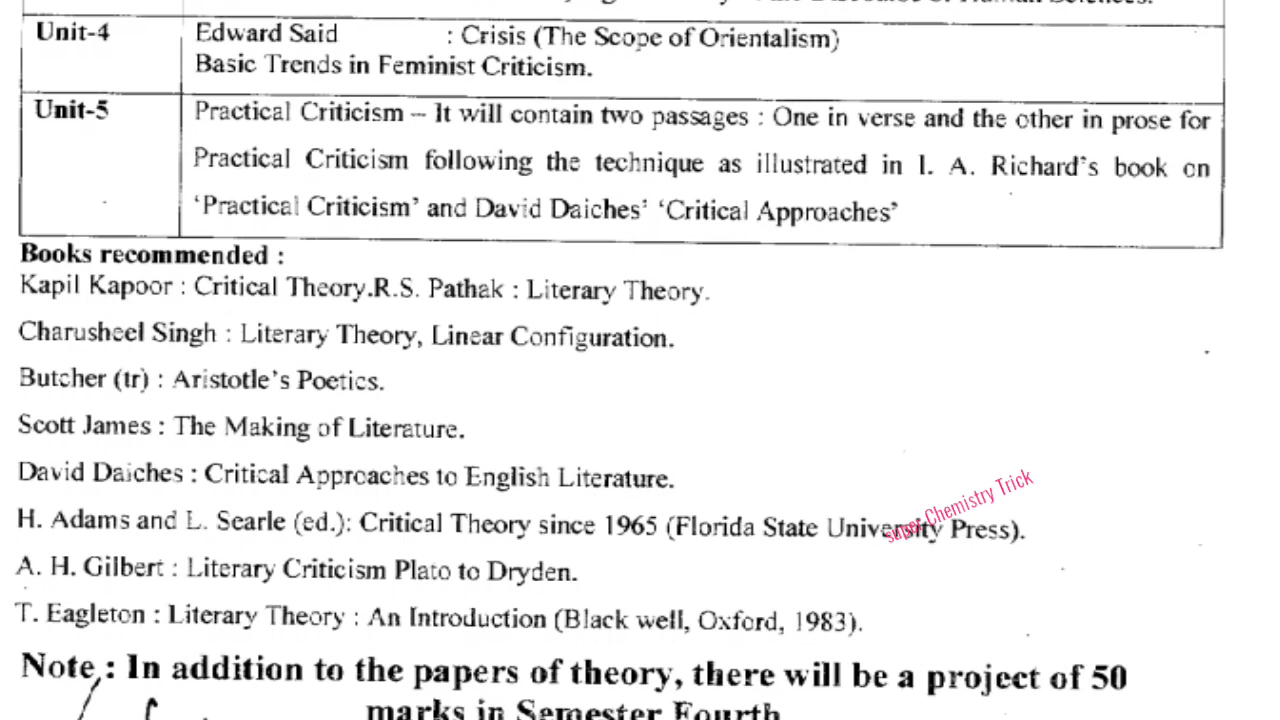 Unit-4 Edward Said : Crisis (The Scope of Orientalism)
Basic Trends in Feminist Criticism.
Unit-5 Practical Criticism – It will contain two passages : One in verse and the other in prose for
Practical Criticism following the technique as illustrated in I. A. Richard's book on
'Practical Criticism' and David Daiches' 'Critical Approaches'
Books recommended :
Kapil Kapoor : Critical Theory.R.S. Pathak : Literary Theory.
Charusheel Singh : Literary Theory, Linear Configuration.
Butcher (tr) : Aristotle's Poetics.
Scott James : The Making of Literature.
David Daiches : Critical Approaches to English Literature.
super Chemistry Trick
H. Adams and L. Searle (ed.): Critical Theory since 1965 (Florida State University Press).
A. H. Gilbert : Literary Criticism Plato to Dryden.
T. Eagleton : Literary Theory : An Introduction (Black well, Oxford, 1983).
Note : In addition to the papers of theory, there will be a project of 50
marks in Semester Fourth